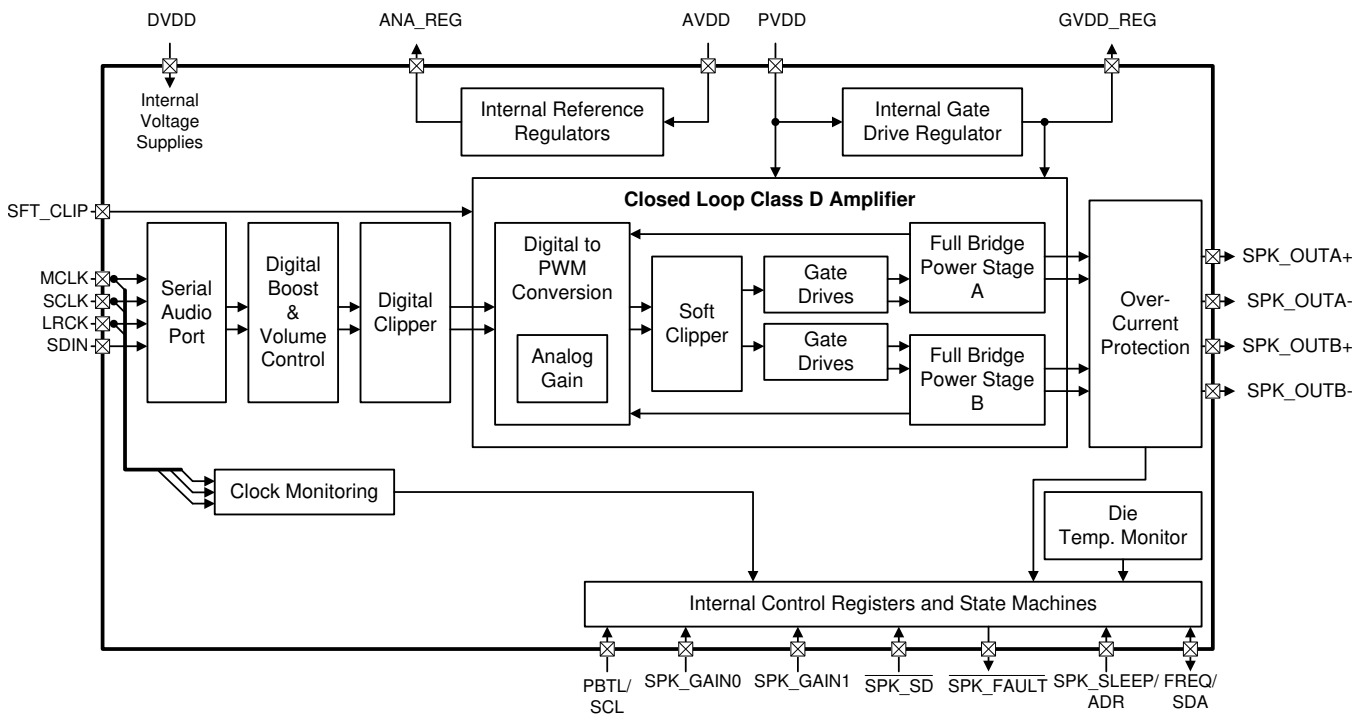 DVDD
ANA_REG
AVDD
PVDD
GVDD_REG
Internal
Voltage
Supplies
Internal Reference
Regulators
Internal Gate
Drive Regulator
Closed Loop Class D Amplifier
SFT_CLIP
MCLK
SCLK
LRCK
SDIN
Serial
Audio
Port
Digital
Boost
&
Volume
Control
Digital
Clipper
Digital to
PWM
Conversion
Analog
Gain
Soft
Clipper
Gate
Drives
Gate
Drives
Full Bridge
Power Stage
A
Full Bridge
Power Stage
B
Over-
Current
Protection
SPK_OUTA+
SPK_OUTA-
SPK_OUTB+
SPK_OUTB-
Clock Monitoring
Die
Temp. Monitor
Internal Control Registers and State Machines
PBTL/
SCL
SPK_GAIN0
SPK_GAIN1
SPK_SD
SPK_FAULT
SPK_SLEEP/
ADR
FREQ/
SDA